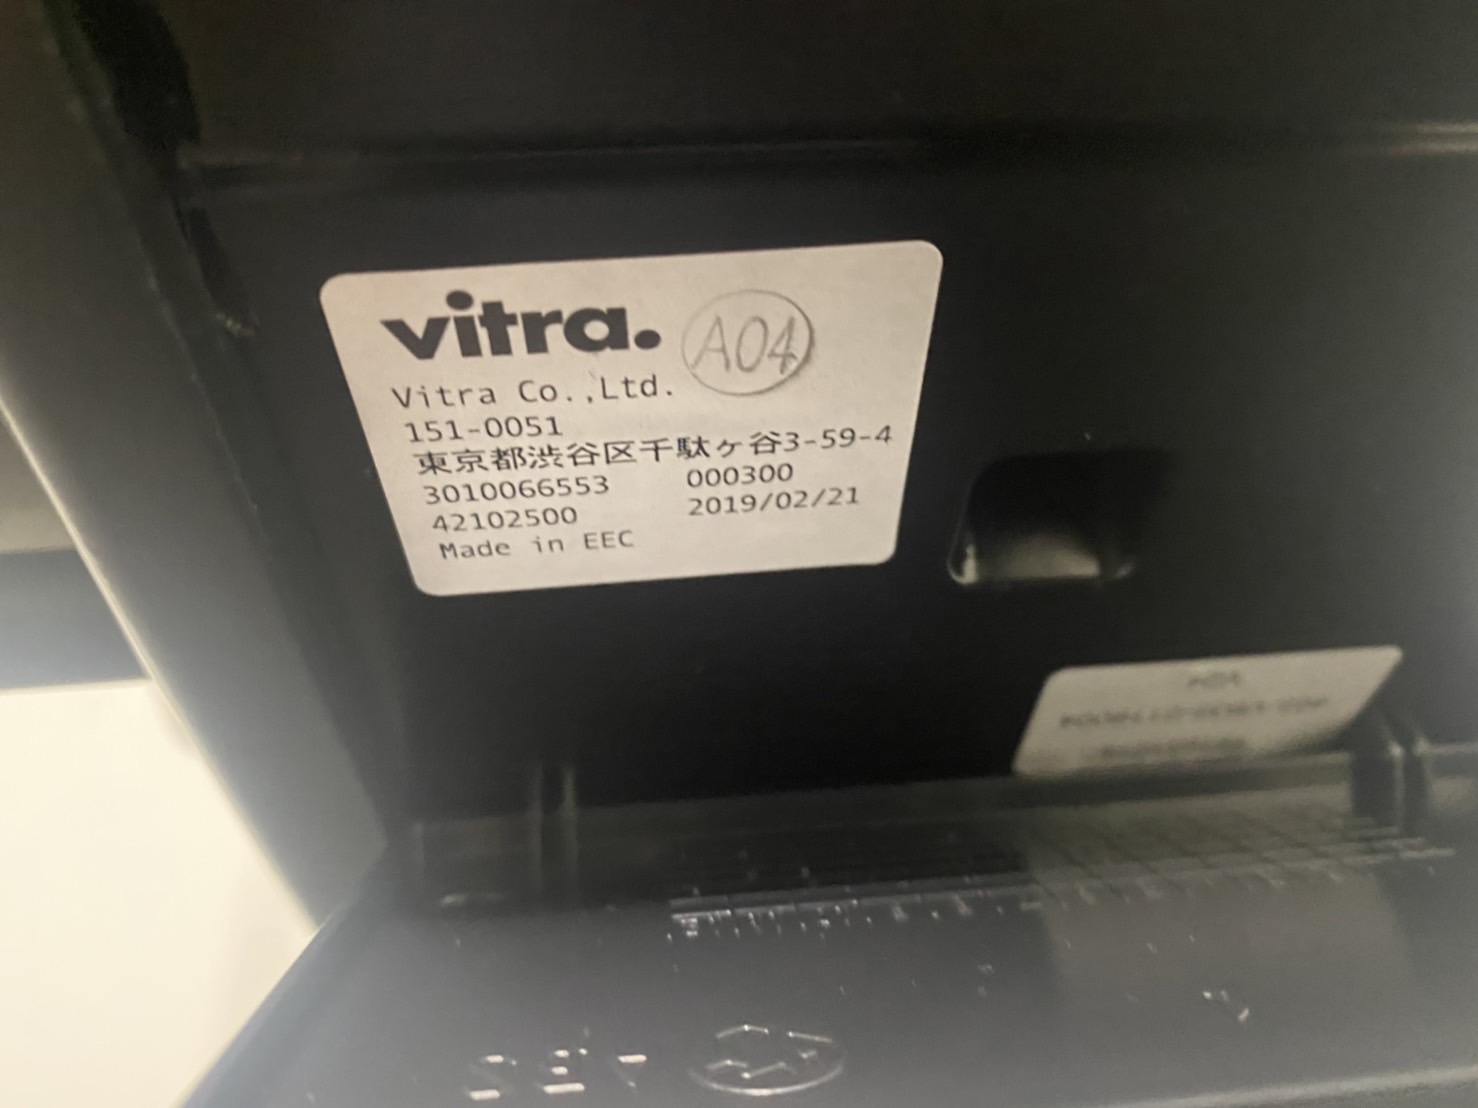 vitra.
A04
Vitra Co.,Ltd.
151-0051
東京都渋谷区千駄ヶ谷3-59-4
3010066553 000300
42102500 2019/02/21
Made in EEC